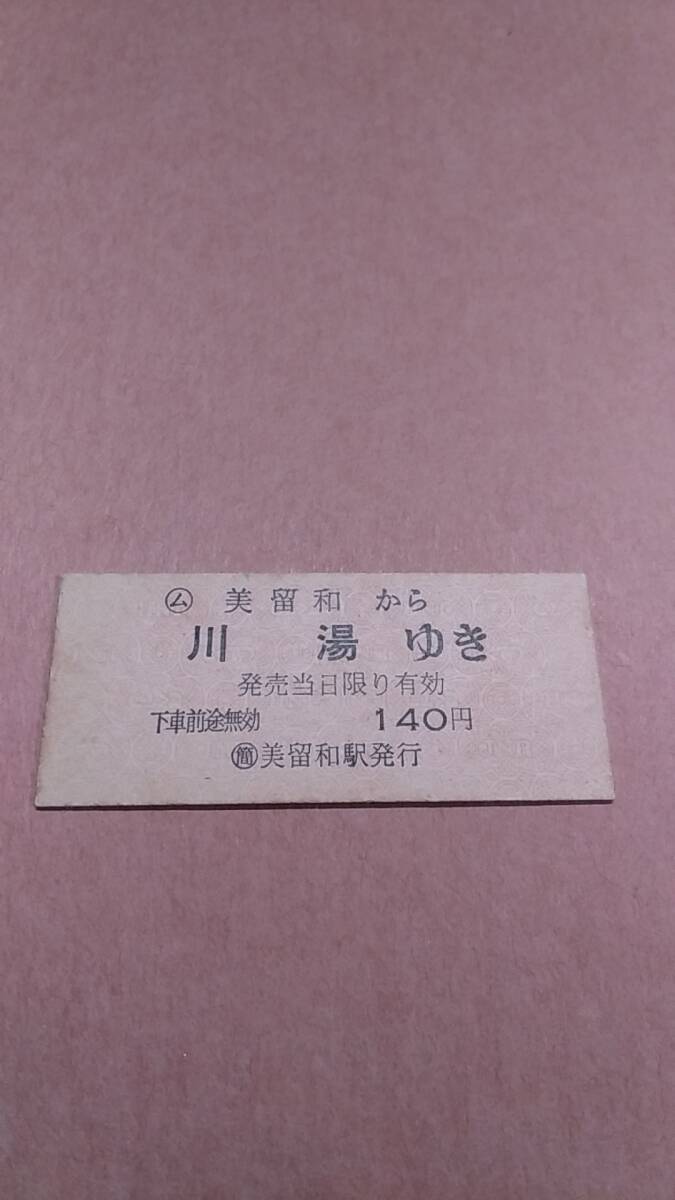 ㋰ 美留和 から
川 湯 ゆき
発売当日限り有効
下車前途無効 140円
㊮美留和駅発行